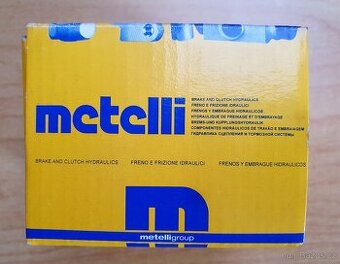 metelli
BRAKE AND CLUTCH HYDRAULICS
FRENO E FRIZIONE IDRAULICI
FRENOS Y EMBRAGUE HIDRAULICOS
HYDRAULIQUE DE FREINAGE ET D'EMBRAYAGE
BREMS-UND KUPPLUNGSHYDRAULIK
COMPONENTES HIDRÁULICOS DE TRAVÃO E EMBRAIAGEM
ГИДРАВЛИКА СЦЕПЛЕНИЯ И ТОРМОЗНОЙ СИСТЕМЫ
BRAKE AND CLUTCH HYDRAULICS FRENO E FRIZIONE IDRAULICI FRENOS Y EMBRAGUE HIDRAULICOS
m
metelligroup